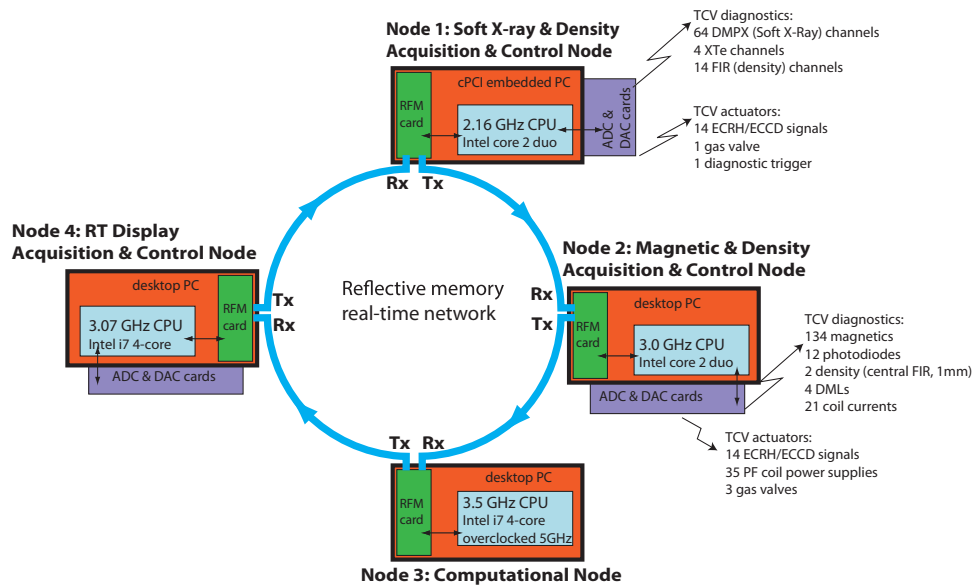 Node 1: Soft X-ray & Density
Acquisition & Control Node
cPCI embedded PC
RFM
card
2.16 GHz CPU
Intel core 2 duo
ADC &
DAC cards
Rx Tx
TCV diagnostics:
64 DMPX (Soft X-Ray) channels
4 XTe channels
14 FIR (density) channels
TCV actuators:
14 ECRH/ECCD signals
1 gas valve
1 diagnostic trigger
Node 4: RT Display
Acquisition & Control Node
desktop PC
3.07 GHz CPU
Intel i7 4-core
RFM
card
ADC & DAC cards
Tx
Rx
Reflective memory
real-time network
Node 2: Magnetic & Density
Acquisition & Control Node
Rx
Tx
desktop PC
RFM
card
3.0 GHz CPU
Intel core 2 duo
ADC & DAC cards
TCV diagnostics:
134 magnetics
12 photodiodes
2 density (central FIR, 1mm)
4 DMLs
21 coil currents
TCV actuators:
14 ECRH/ECCD signals
35 PF coil power supplies
3 gas valves
Tx Rx
desktop PC
RFM
card
3.5 GHz CPU
Intel i7 4-core
overclocked 5GHz
Node 3: Computational Node